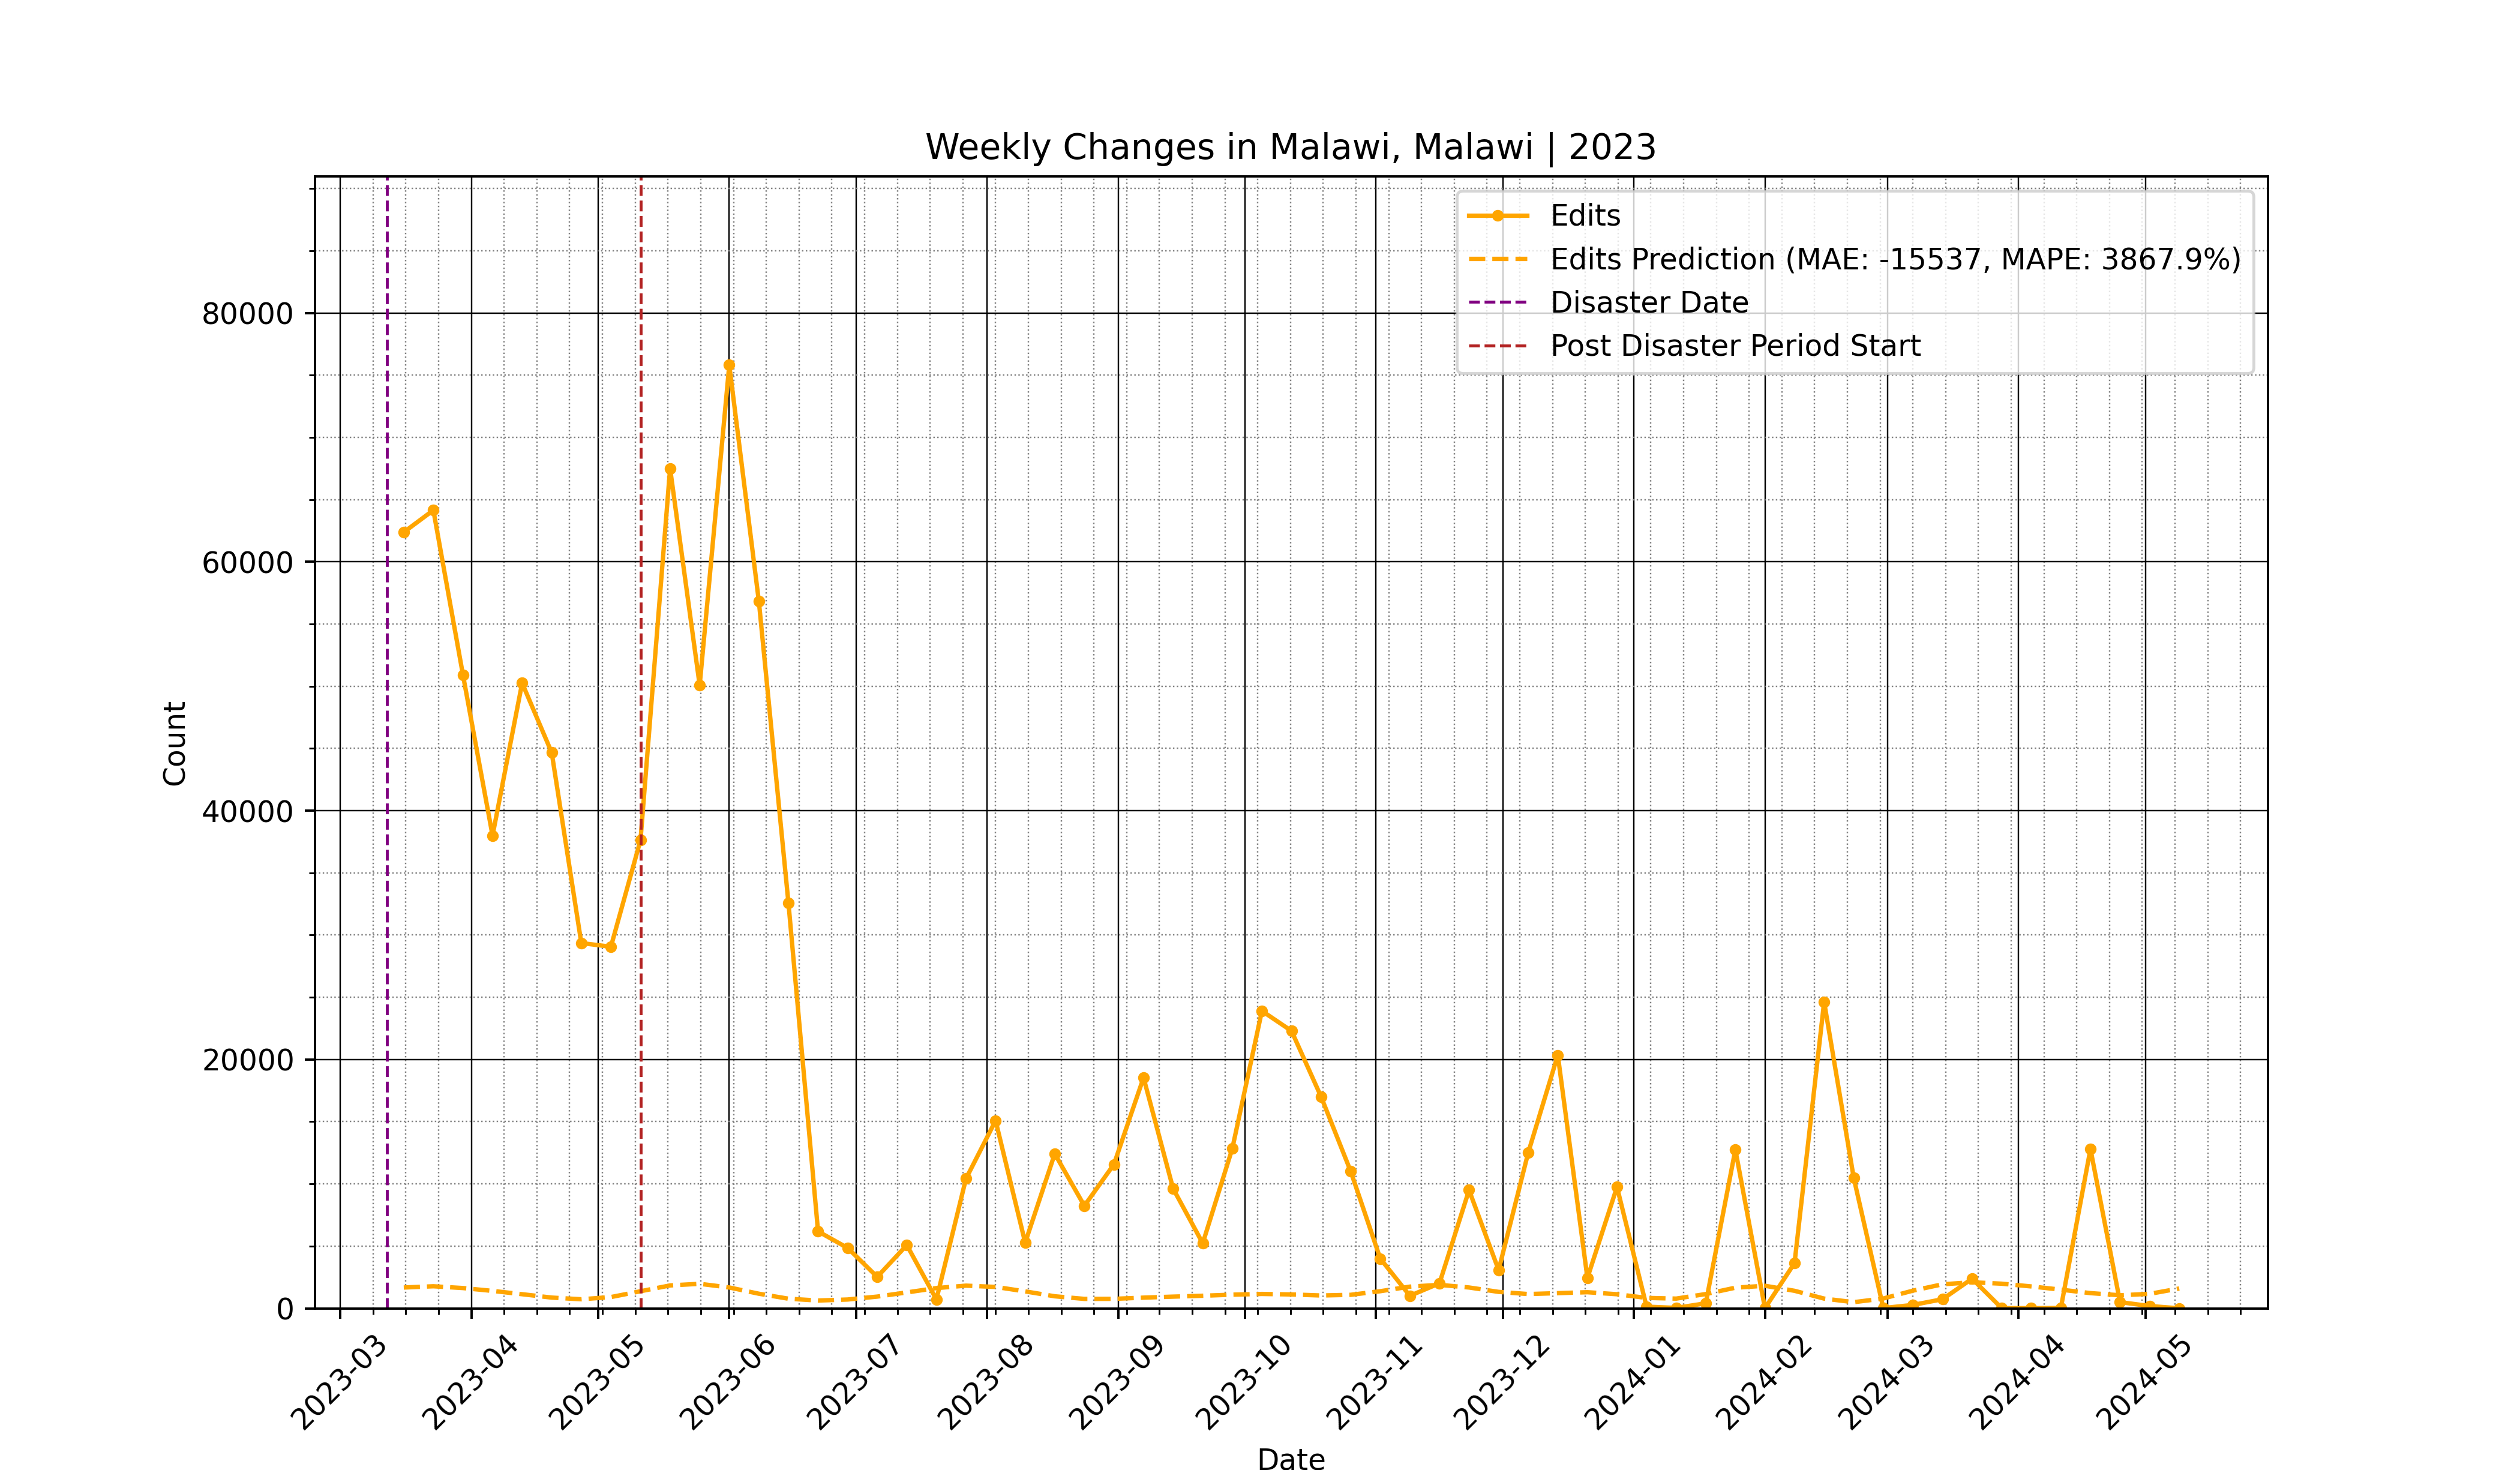 Weekly Changes in Malawi, Malawi | 2023
Edits
Edits Prediction (MAE: -15537, MAPE: 3867.9%)
Disaster Date
Post Disaster Period Start
Count
80000
60000
40000
20000
0
2023-03
2023-04
2023-05
2023-06
2023-07
2023-08
2023-09
2023-10
2023-11
2023-12
2024-01
2024-02
2024-03
2024-04
2024-05
Date